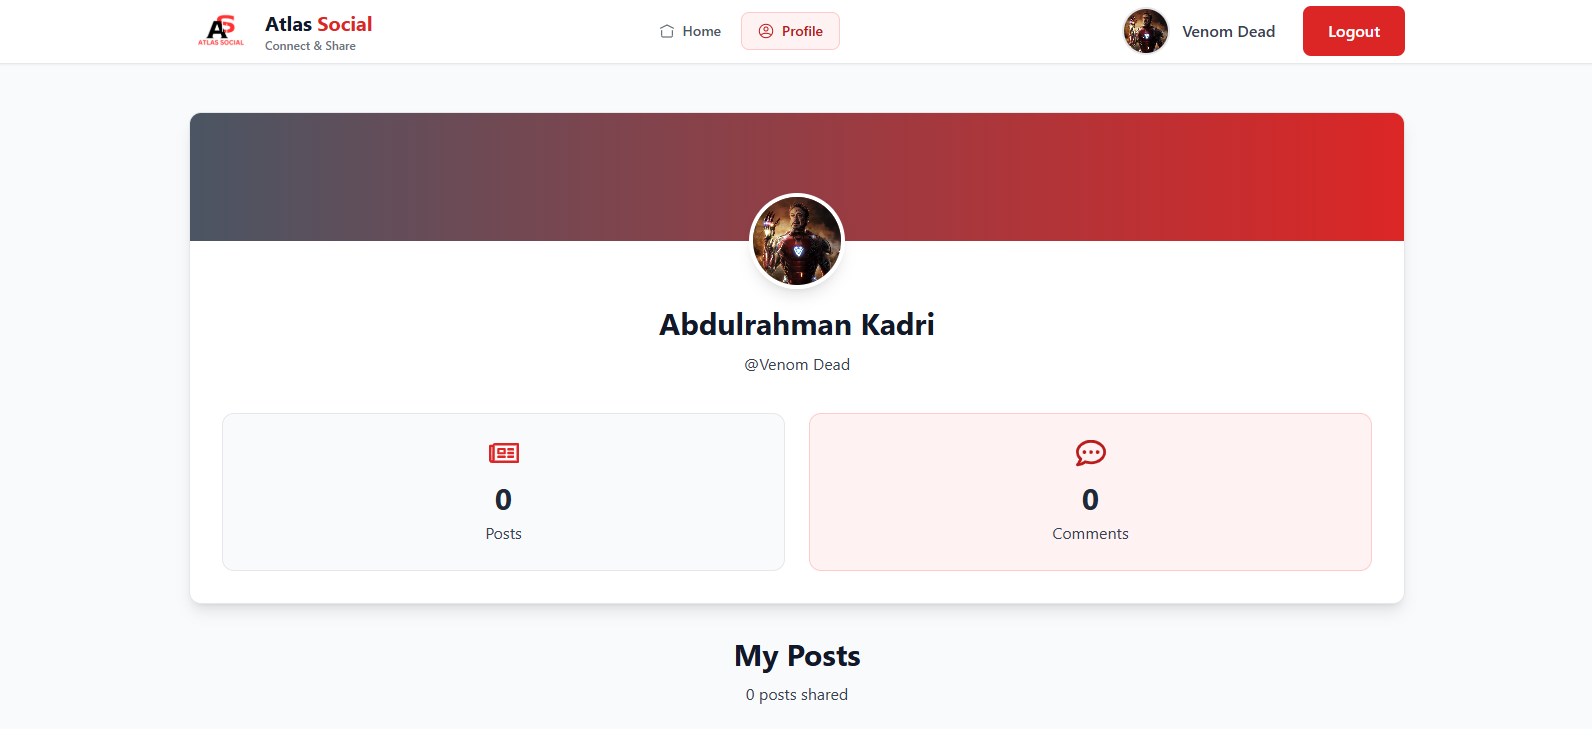 AS
ATLAS SOCIAL
Atlas Social
Connect & Share
Home
Profile
Venom Dead
Logout
Abdulrahman Kadri
@Venom Dead
0
Posts
0
Comments
My Posts
0 posts shared